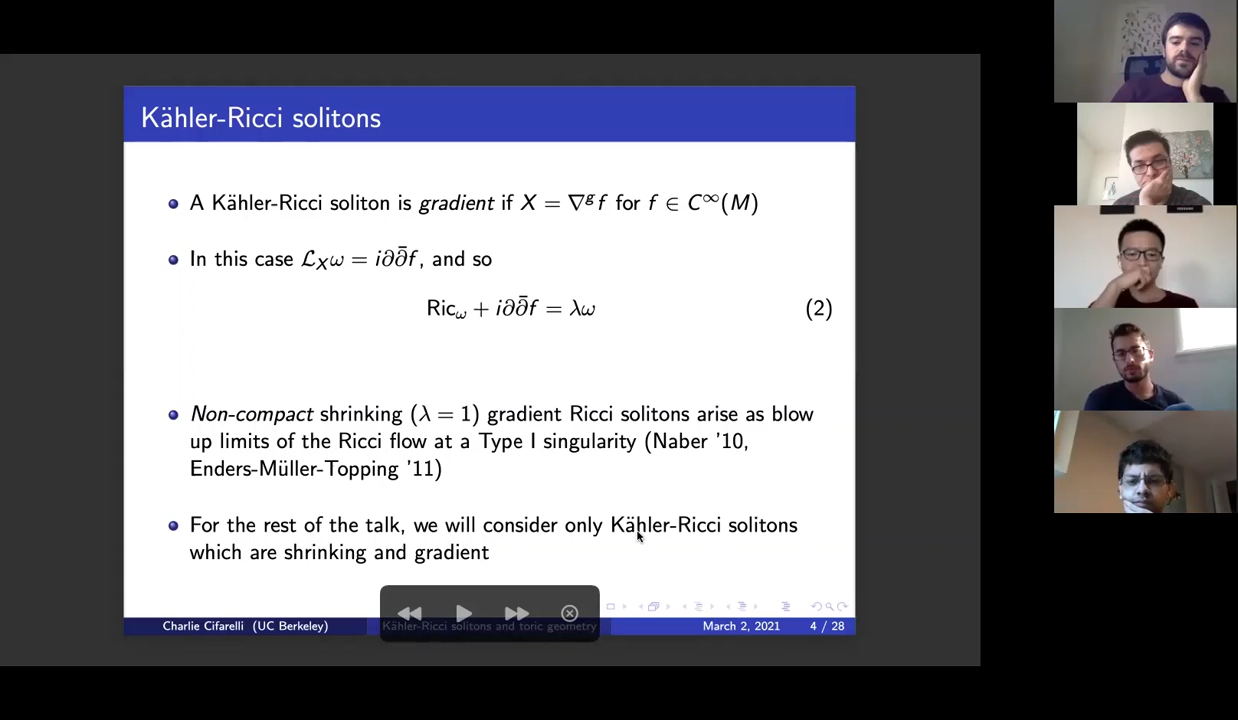 Kähler-Ricci solitons
A Kähler-Ricci soliton is gradient if X = ∇ᵍf for f ∈ C^∞(M)
In this case ℒ_X ω = i∂∂̄f, and so
Ric_ω + i∂∂̄f = λω (2)
Non-compact shrinking (λ = 1) gradient Ricci solitons arise as blow
up limits of the Ricci flow at a Type I singularity (Naber '10,
Enders-Müller-Topping '11)
For the rest of the talk, we will consider only Kähler-Ricci solitons
which are shrinking and gradient
Charlie Cifarelli (UC Berkeley) Kähler-Ricci solitons and toric geometry March 2, 2021 4 / 28